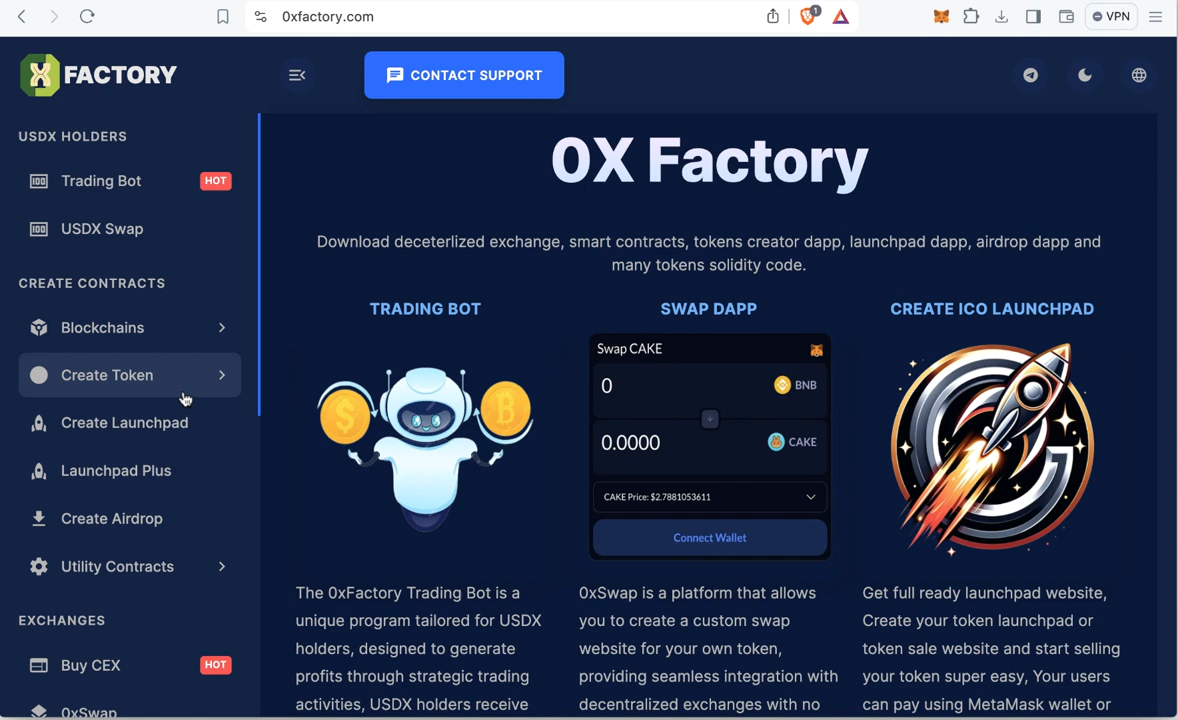 0xfactory.com
1
VPN
FACTORY
CONTACT SUPPORT
USDX HOLDERS
Trading Bot
HOT
USDX Swap
CREATE CONTRACTS
Blockchains
Create Token
Create Launchpad
Launchpad Plus
Create Airdrop
Utility Contracts
EXCHANGES
Buy CEX
HOT
0xSwap
0X Factory
Download deceterlized exchange, smart contracts, tokens creator dapp, launchpad dapp, airdrop dapp and
many tokens solidity code.
TRADING BOT
The 0xFactory Trading Bot is a
unique program tailored for USDX
holders, designed to generate
profits through strategic trading
activities, USDX holders receive
SWAP DAPP
Swap CAKE
0
BNB
0.0000
CAKE
CAKE Price: $2.7881053611
Connect Wallet
0xSwap is a platform that allows
you to create a custom swap
website for your own token,
providing seamless integration with
decentralized exchanges with no
CREATE ICO LAUNCHPAD
Get full ready launchpad website,
Create your token launchpad or
token sale website and start selling
your token super easy, Your users
can pay using MetaMask wallet or